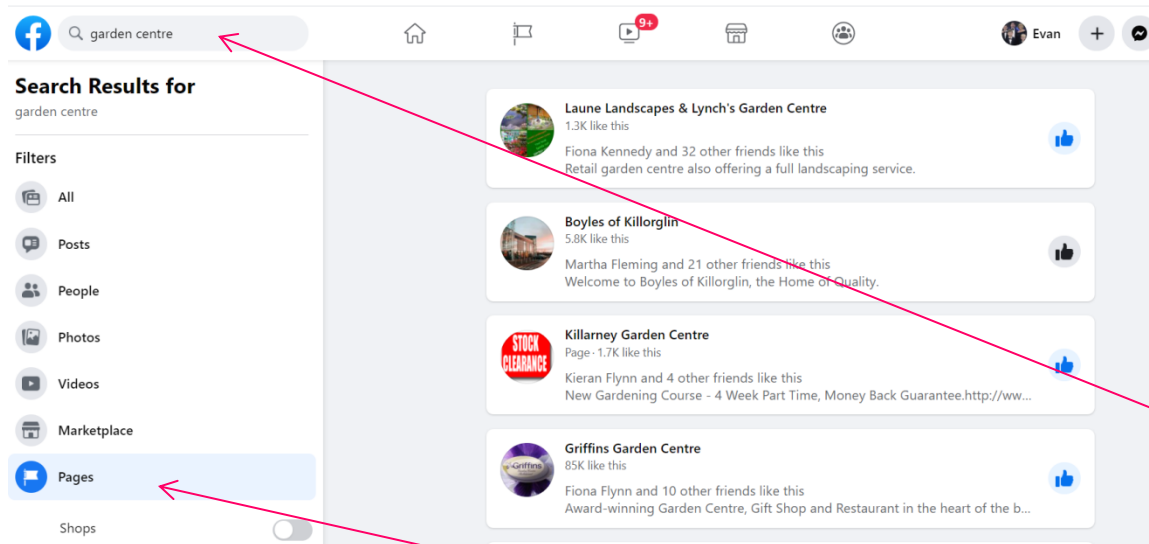 garden centre
9+
Evan
Search Results for
garden centre
Filters
All
Posts
People
Photos
Videos
Marketplace
Pages
Shops
Laune Landscapes & Lynch's Garden Centre
1.3K like this
Fiona Kennedy and 32 other friends like this
Retail garden centre also offering a full landscaping service.
Boyles of Killorglin
5.8K like this
Martha Fleming and 21 other friends like this
Welcome to Boyles of Killorglin, the Home of Quality.
STOCK
CLEARANCE
Killarney Garden Centre
Page · 1.7K like this
Kieran Flynn and 4 other friends like this
New Gardening Course - 4 Week Part Time, Money Back Guarantee.http://ww...
Griffins
Griffins Garden Centre
85K like this
Fiona Flynn and 10 other friends like this
Award-winning Garden Centre, Gift Shop and Restaurant in the heart of the b...